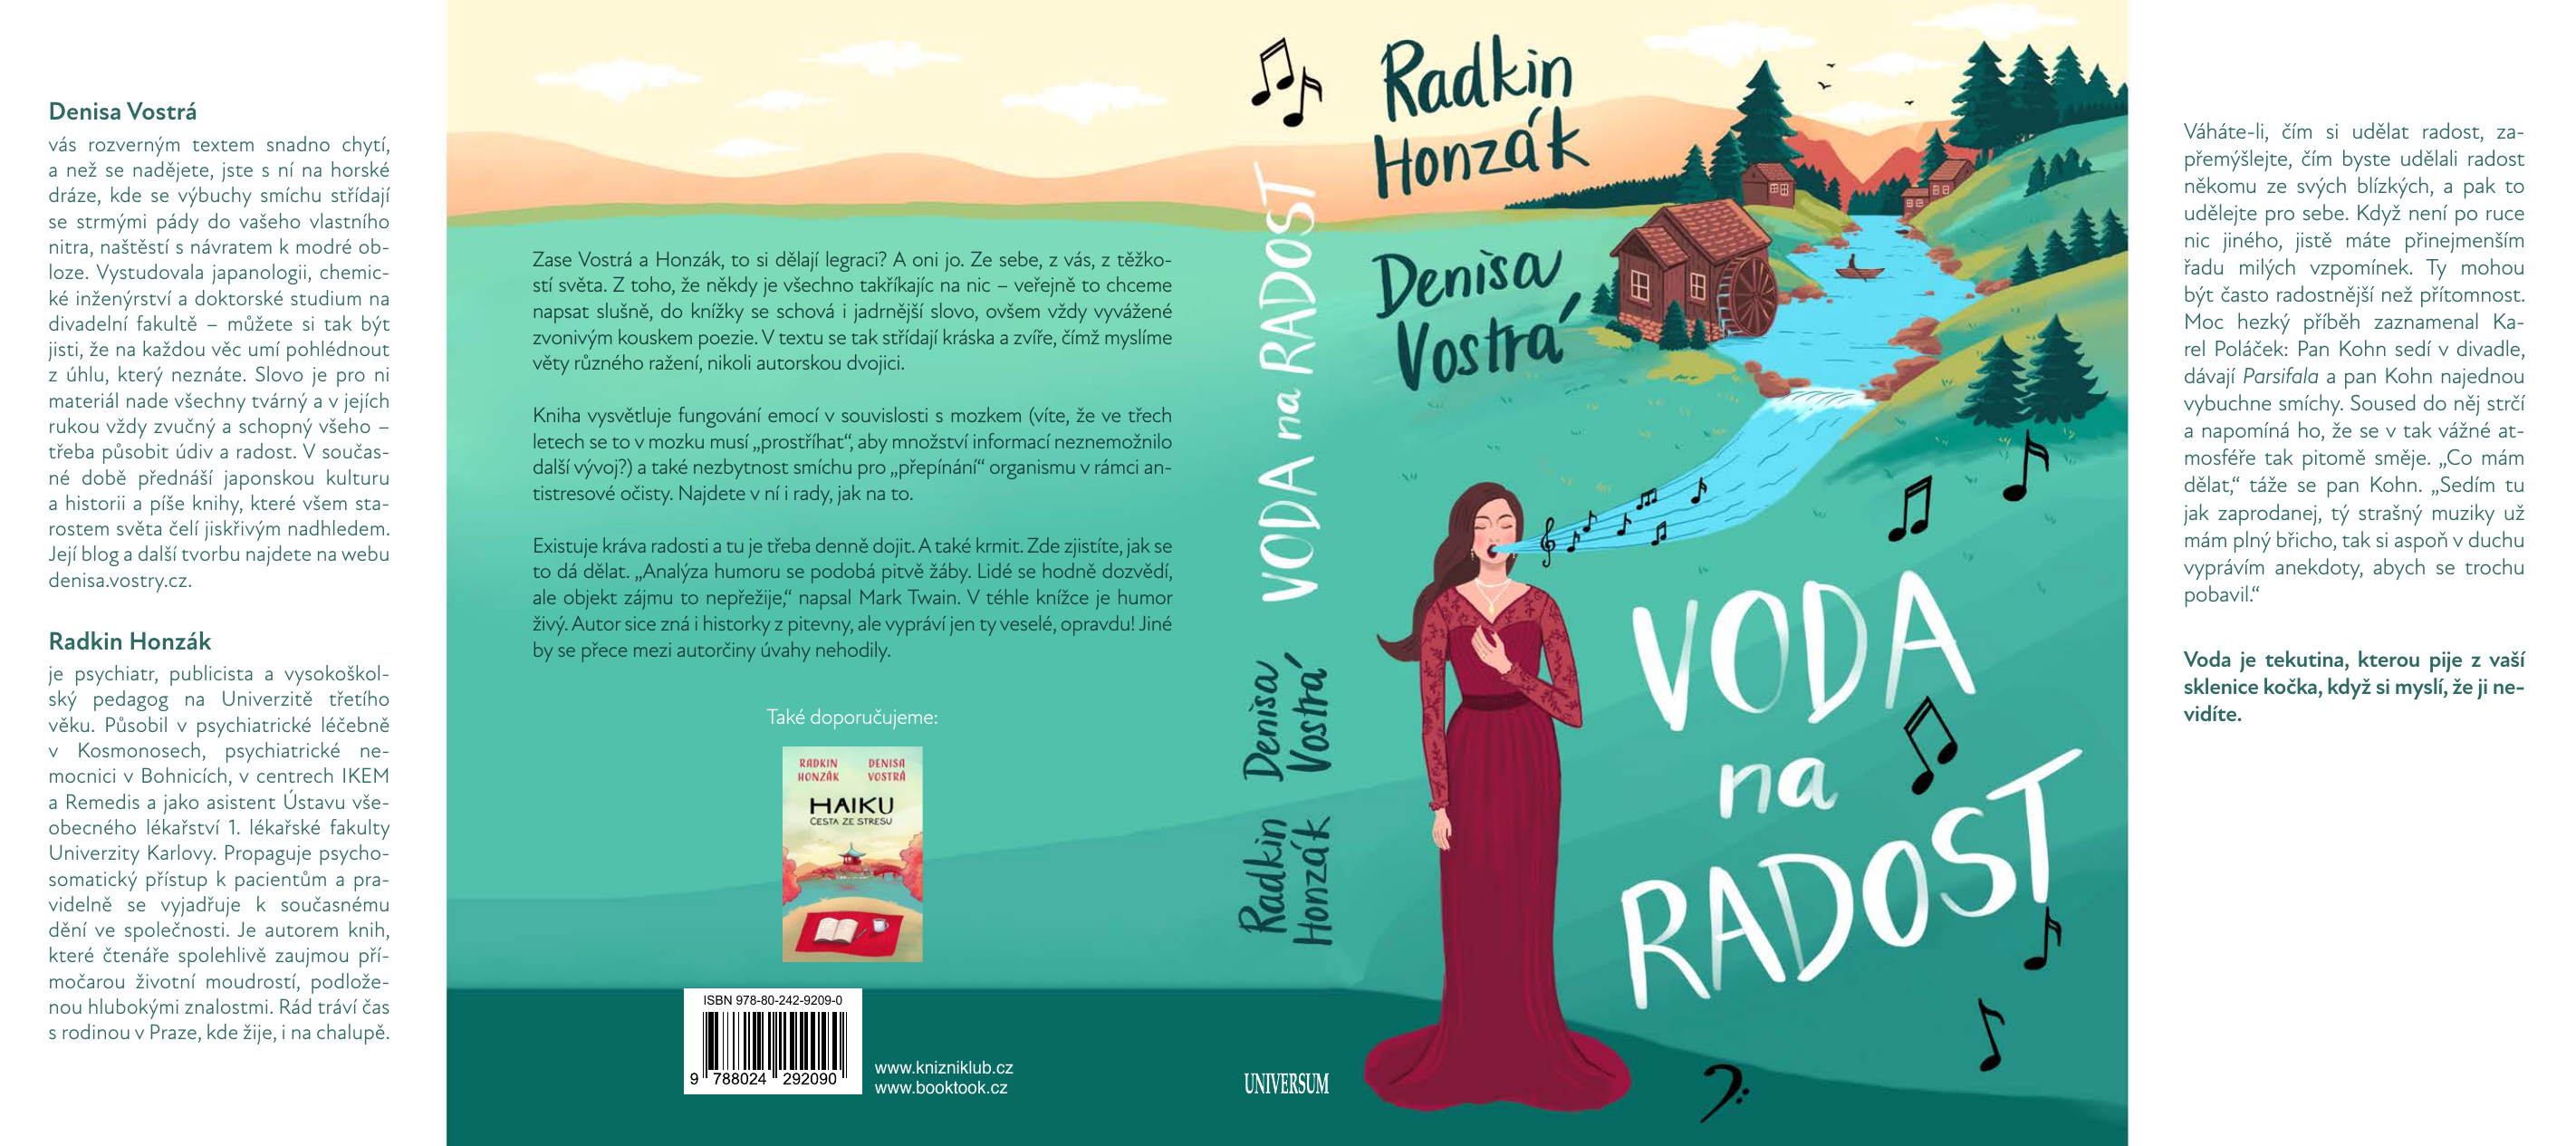 Denisa Vostrá
vás rozverným textem snadno chytí,
a než se nadějete, jste s ní na horské
dráze, kde se výbuchy smíchu střídají
se strmými pády do vašeho vlastního
nitra, naštěstí s návratem k modré ob-
loze. Vystudovala japanologii, chemic-
ké inženýrství a doktorské studium na
divadelní fakultě – můžete si tak být
jisti, že na každou věc umí pohlédnout
z úhlu, který neznáte. Slovo je pro ni
materiál nade všechny tvárný a v jejích
rukou vždy zvučný a schopný všeho –
třeba působit údiv a radost. V součas-
né době přednáší japonskou kulturu
a historii a píše knihy, které všem sta-
rostem světa čelí jiskřivým nadhledem.
Její blog a další tvorbu najdete na webu
denisa.vostry.cz.
Radkin Honzák
je psychiatr, publicista a vysokoškol-
ský pedagog na Univerzitě třetího
věku. Působil v psychiatrické léčebně
v Kosmonosech, psychiatrické ne-
mocnici v Bohnicích, v centrech IKEM
a Remedis a jako asistent Ústavu vše-
obecného lékařství 1. lékařské fakulty
Univerzity Karlovy. Propaguje psycho-
somatický přístup k pacientům a pra-
videlně se vyjadřuje k současnému
dění ve společnosti. Je autorem knih,
které čtenáře spolehlivě zaujmou pří-
močarou životní moudrostí, podlože-
nou hlubokými znalostmi. Rád tráví čas
s rodinou v Praze, kde žije, i na chalupě.
Zase Vostrá a Honzák, to si dělají legraci? A oni jo. Ze sebe, z vás, z těžko-
stí světa. Z toho, že někdy je všechno takříkajíc na nic – veřejně to chceme
napsat slušně, do knížky se schová i jadrnější slovo, ovšem vždy vyvážené
zvonivým kouskem poezie. V textu se tak střídají kráska a zvíře, čímž myslíme
věty různého ražení, nikoli autorskou dvojici.
Kniha vysvětluje fungování emocí v souvislosti s mozkem (víte, že ve třech
letech se to v mozku musí „prostříhat“, aby množství informací neznemožnilo
další vývoj?) a také nezbytnost smíchu pro „přepínání“ organismu v rámci an-
tistresové očisty. Najdete v ní i rady, jak na to.
Existuje kráva radosti a tu je třeba denně dojit. A také krmit. Zde zjistíte, jak se
to dá dělat. „Analýza humoru se podobá pitvě žáby. Lidé se hodně dozvědí,
ale objekt zájmu to nepřežije,“ napsal Mark Twain. V téhle knížce je humor
živý. Autor sice zná i historky z pitevny, ale vypráví jen ty veselé, opravdu! Jiné
by se přece mezi autorčiny úvahy nehodily.
Také doporučujeme:
RADKIN DENISA
HONZÁK VOSTRÁ
HAIKU
CESTA ZE STRESU
ISBN 978-80-242-9209-0
9 788024 292090
www.knizniklub.cz
www.booktook.cz
VODA na RADOST
Denisa
Vostrá
Radkin
Honzák
UNIVERSUM
Radkin
Honzák
Denisa
Vostrá
VODA
na
RADOST
Váháte-li, čím si udělat radost, za-
přemýšlejte, čím byste udělali radost
někomu ze svých blízkých, a pak to
udělejte pro sebe. Když není po ruce
nic jiného, jistě máte přinejmenším
řadu milých vzpomínek. Ty mohou
být často radostnější než přítomnost.
Moc hezký příběh zaznamenal Ka-
rel Poláček: Pan Kohn sedí v divadle,
dávají Parsifala a pan Kohn najednou
vybuchne smíchy. Soused do něj strčí
a napomíná ho, že se v tak vážné at-
mosféře tak pitomě směje. „Co mám
dělat,“ táže se pan Kohn. „Sedím tu
jak zaprodanej, tý strašný muziky už
mám plný břicho, tak si aspoň v duchu
vyprávím anekdoty, abych se trochu
pobavil.“
Voda je tekutina, kterou pije z vaší
sklenice kočka, když si myslí, že ji ne-
vidíte.